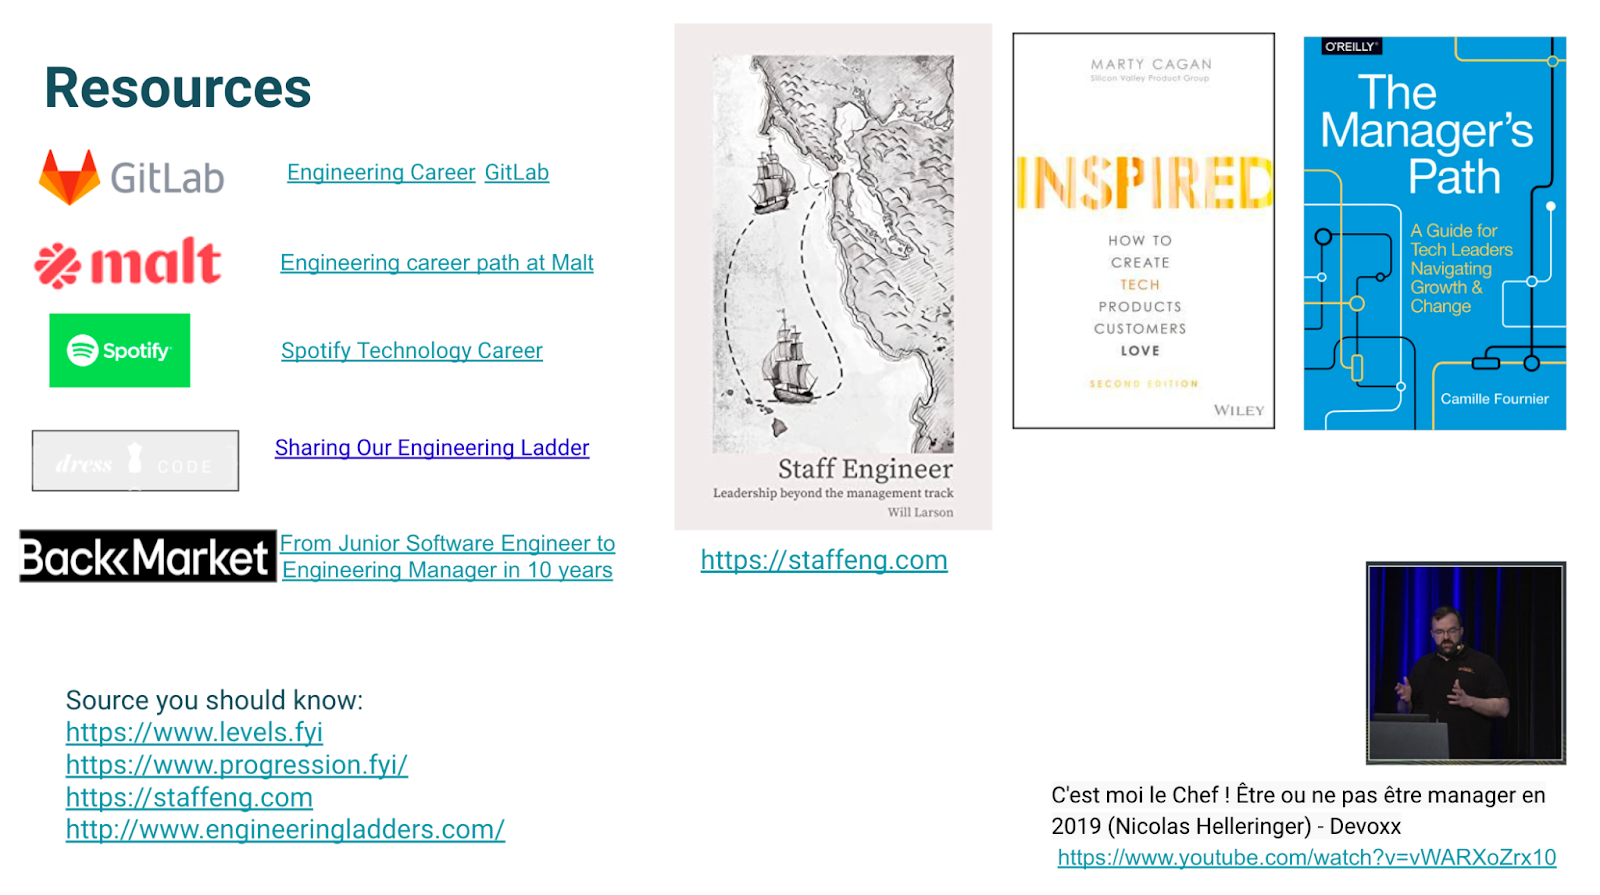 Resources
GitLab
Engineering Career GitLab
malt
Engineering career path at Malt
Spotify
Spotify Technology Career
dress CODE
Sharing Our Engineering Ladder
Back Market
From Junior Software Engineer to
Engineering Manager in 10 years
Source you should know:
https://www.levels.fyi
https://www.progression.fyi/
https://staffeng.com
http://www.engineeringladders.com/
Staff Engineer
Leadership beyond the management track
Will Larson
https://staffeng.com
MARTY CAGAN
Silicon Valley Product Group
INSPIRED
HOW TO
CREATE
TECH
PRODUCTS
CUSTOMERS
LOVE
SECOND EDITION
WILEY
O'REILLY®
The
Manager's
Path
A Guide for
Tech Leaders
Navigating
Growth &
Change
Camille Fournier
C'est moi le Chef ! Être ou ne pas être manager en
2019 (Nicolas Helleringer) - Devoxx
https://www.youtube.com/watch?v=vWARXoZrx10